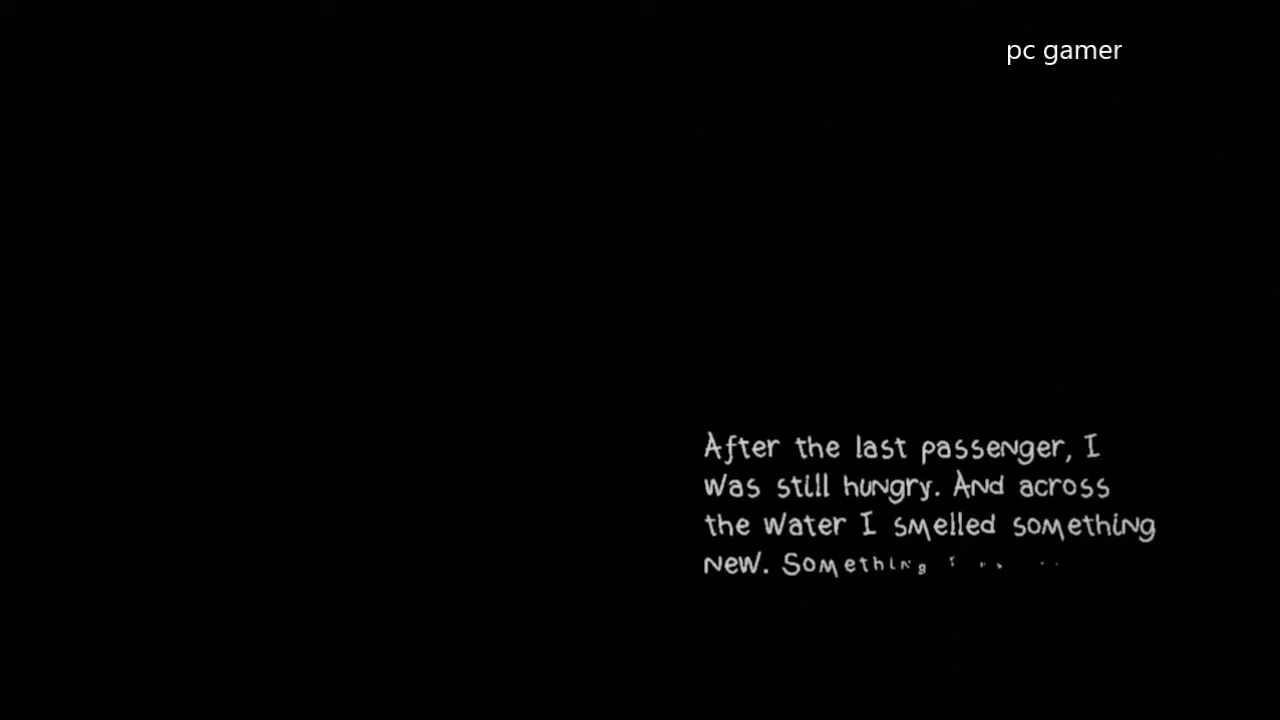 pc gamer
After the last passenger, I
was still hungry. And across
the water I smelled something
new. Something